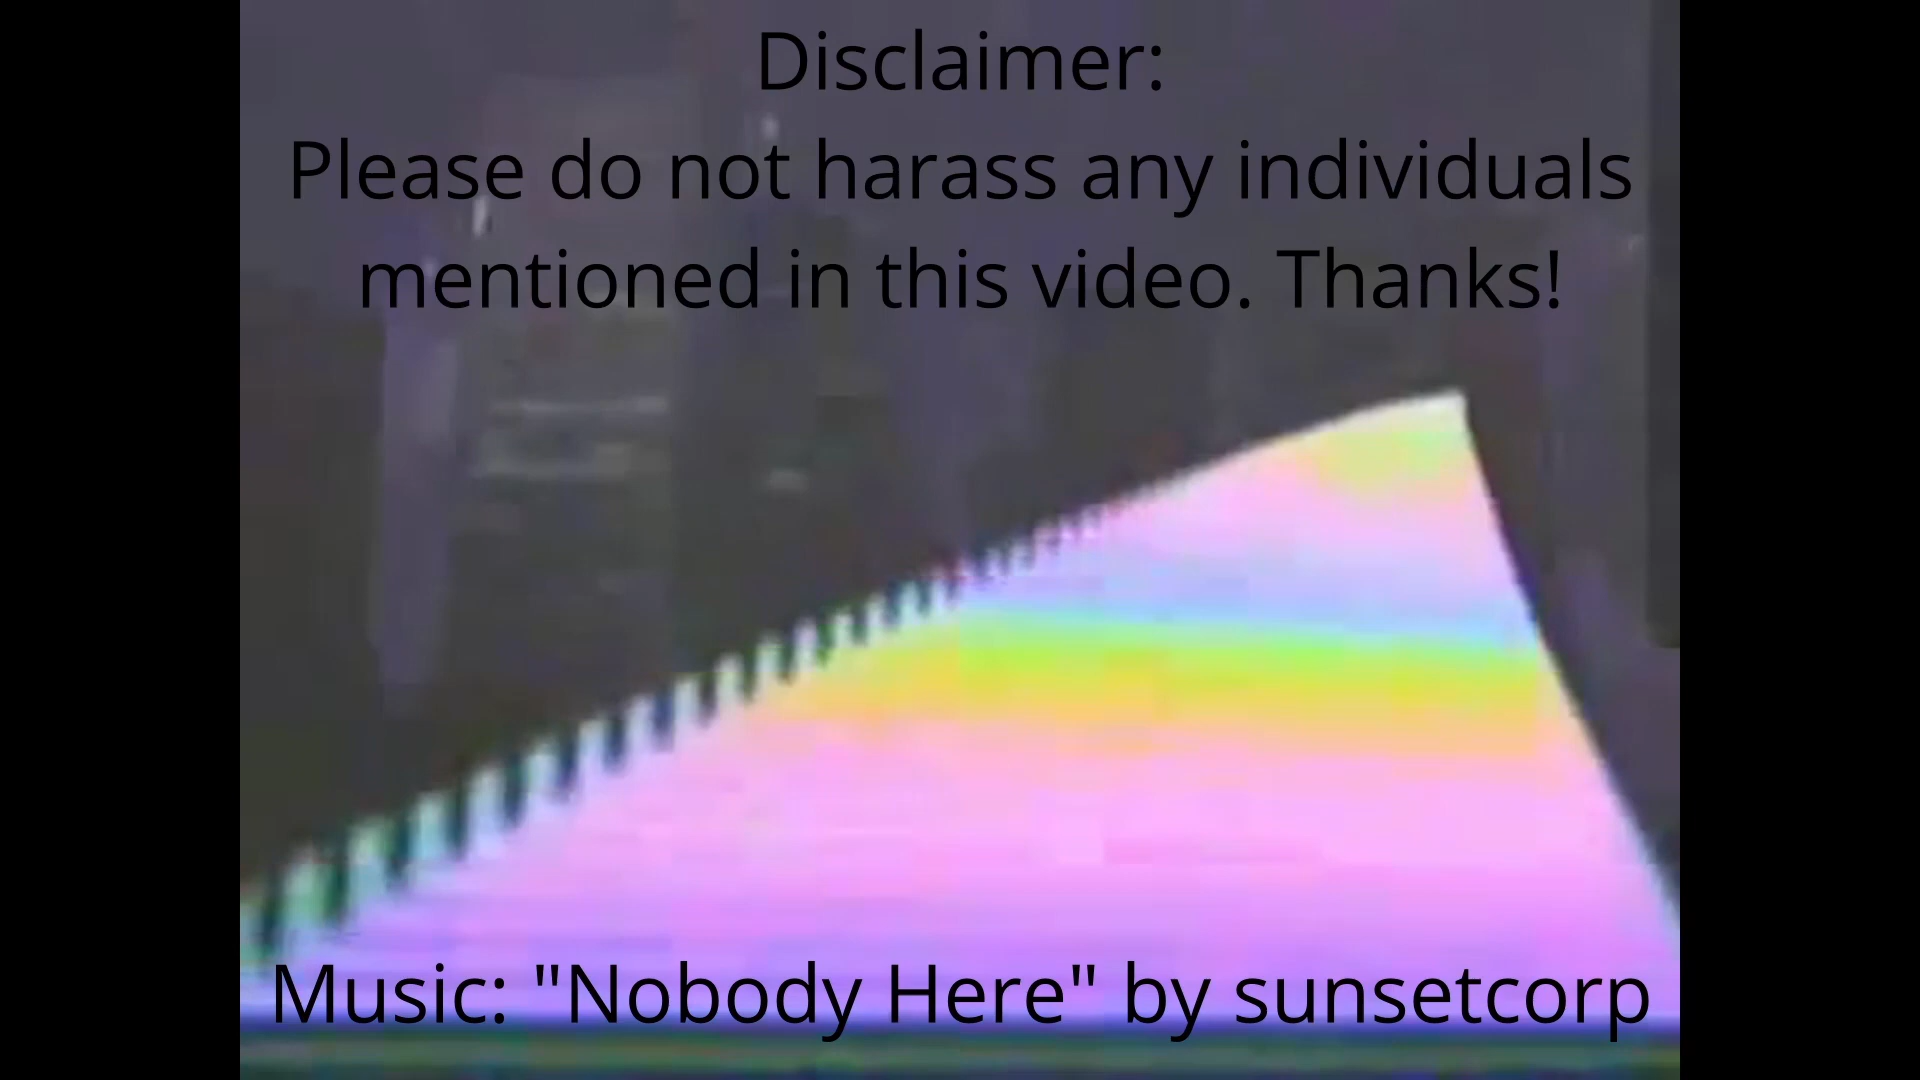 Disclaimer:
Please do not harass any individuals
mentioned in this video. Thanks!
Music: "Nobody Here" by sunsetcorp